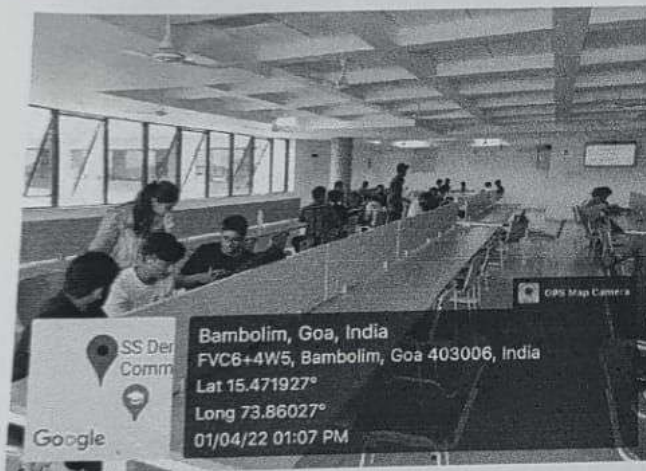 GPS Map Camera
SS Der
Comm
Google
Bambolim, Goa, India
FVC6+4W5, Bambolim, Goa 403006, India
Lat 15.471927°
Long 73.86027°
01/04/22 01:07 PM